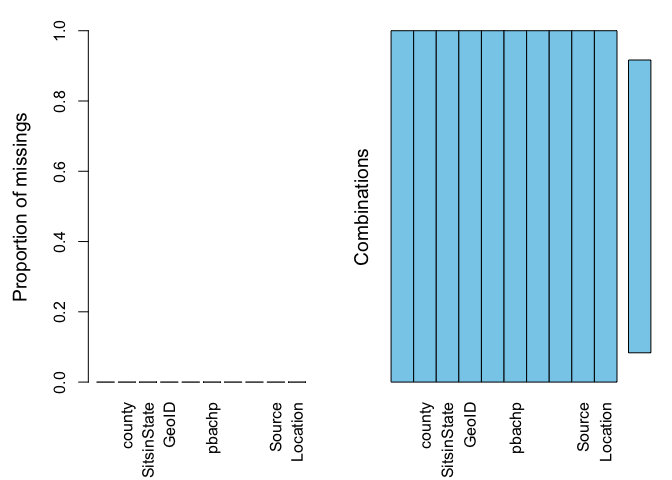 Proportion of missings
1.0
0.8
0.6
0.4
0.2
0.0
county
SitsinState
GeoID
pbachp
Source
Location
Combinations
county
SitsinState
GeoID
pbachp
Source
Location